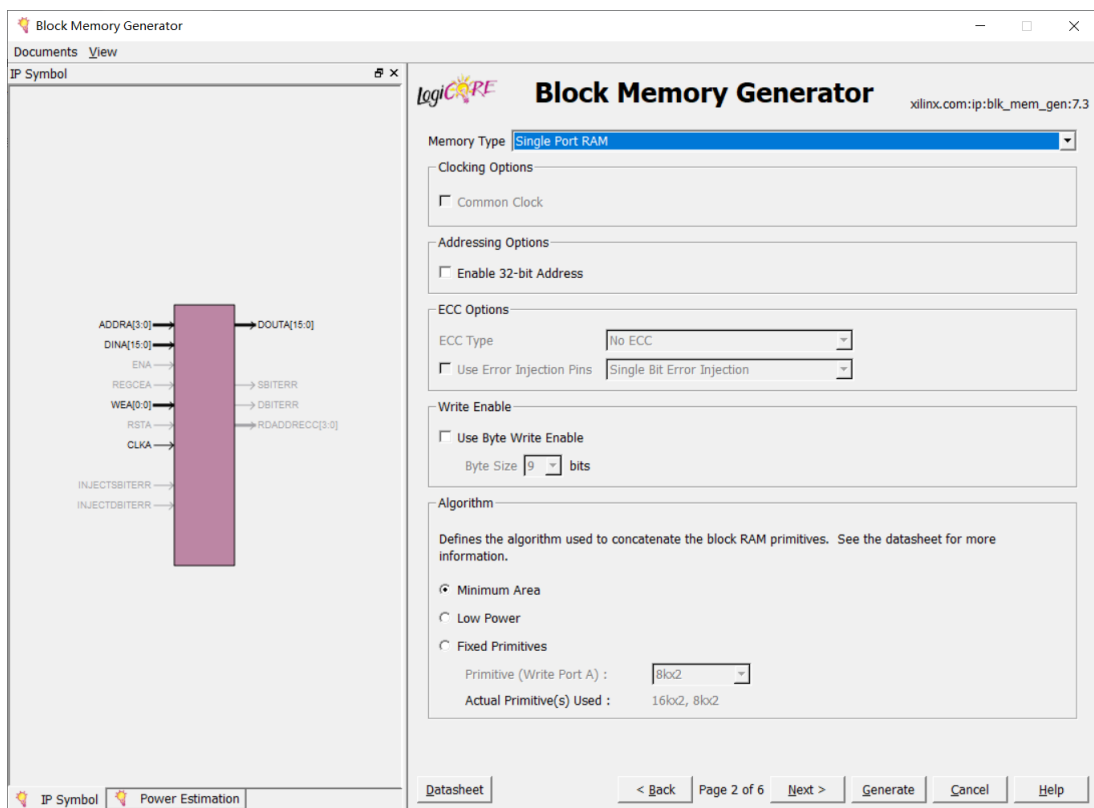 Block Memory Generator
Documents View
IP Symbol
ADDRA[3:0]
DOUTA[15:0]
DINA[15:0]
ENA
REGCEA
SBITERR
WEA[0:0]
DBITERR
RSTA
RDADDRECC[3:0]
CLKA
INJECTSBITERR
INJECTDBITERR
IP Symbol
Power Estimation
LogiCORE
Block Memory Generator
xilinx.com:ip:blk_mem_gen:7.3
Memory Type Single Port RAM
Clocking Options
Common Clock
Addressing Options
Enable 32-bit Address
ECC Options
ECC Type No ECC
Use Error Injection Pins Single Bit Error Injection
Write Enable
Use Byte Write Enable
Byte Size 9 bits
Algorithm
Defines the algorithm used to concatenate the block RAM primitives. See the datasheet for more
information.
Minimum Area
Low Power
Fixed Primitives
Primitive (Write Port A) : 8kx2
Actual Primitive(s) Used : 16kx2, 8kx2
Datasheet < Back Page 2 of 6 Next > Generate Cancel Help